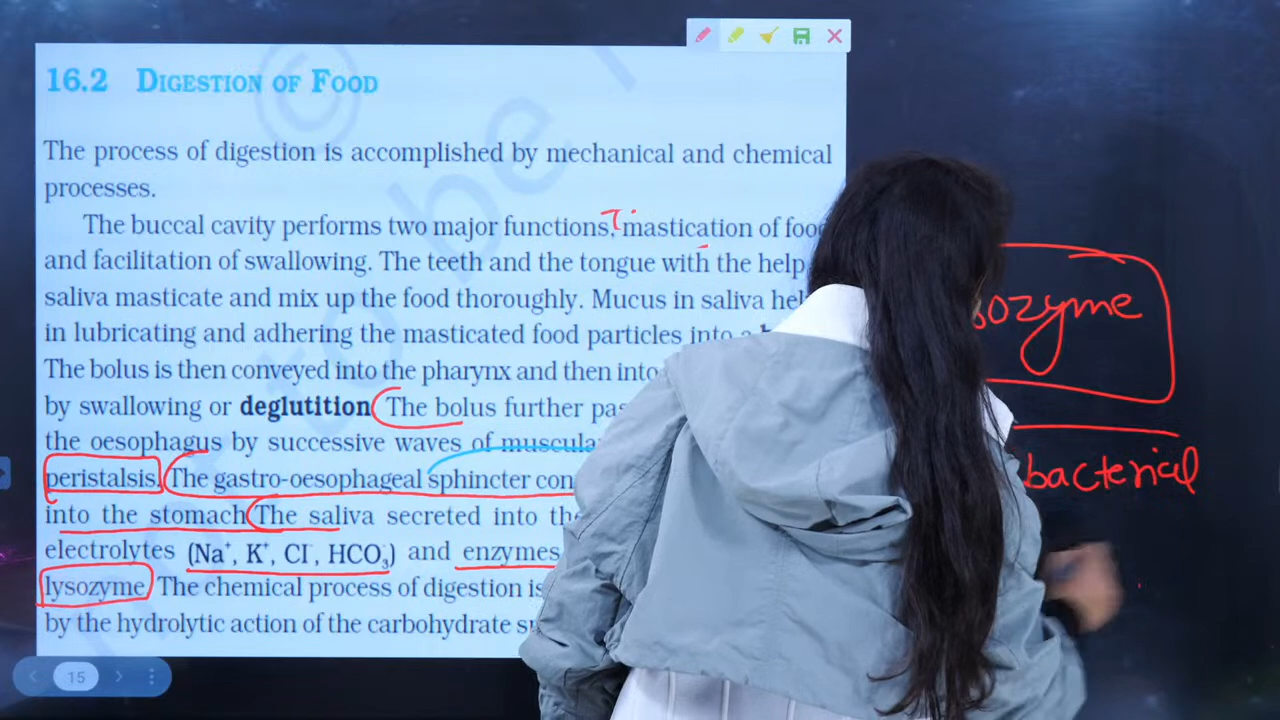 16.2 DIGESTION OF FOOD
The process of digestion is accomplished by mechanical and chemical
processes.
The buccal cavity performs two major functions, mastication of food
and facilitation of swallowing. The teeth and the tongue with the help
saliva masticate and mix up the food thoroughly. Mucus in saliva hel
in lubricating and adhering the masticated food particles into a
The bolus is then conveyed into the pharynx and then into
by swallowing or deglutition. The bolus further pas
the oesophagus by successive waves of muscula
peristalsis. The gastro-oesophageal sphincter con
into the stomach. The saliva secreted into the
electrolytes (Na⁺, K⁺, Cl⁻, HCO₃⁻) and enzymes
lysozyme. The chemical process of digestion is
by the hydrolytic action of the carbohydrate sp
ozyme
bacterial
15